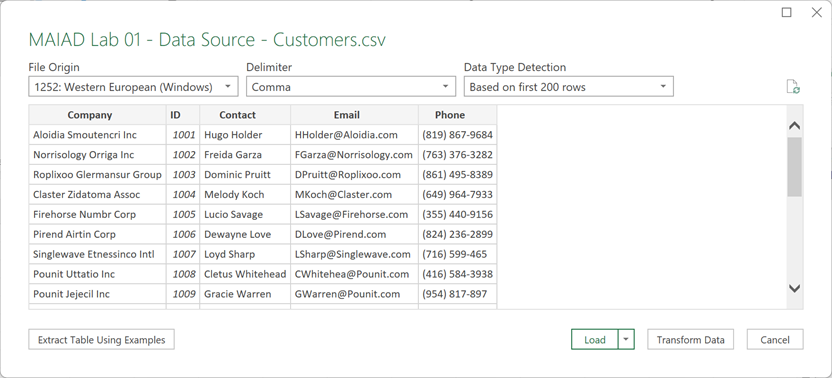 MAIAD Lab 01 - Data Source - Customers.csv
File Origin Delimiter Data Type Detection
1252: Western European (Windows) Comma Based on first 200 rows
Company ID Contact Email Phone
Aloidia Smoutencri Inc 1001 Hugo Holder HHolder@Aloidia.com (819) 867-9684
Norrisology Orriga Inc 1002 Freida Garza FGarza@Norrisology.com (763) 376-3282
Roplixoo Glermansur Group 1003 Dominic Pruitt DPruitt@Roplixoo.com (861) 495-8389
Claster Zidatoma Assoc 1004 Melody Koch MKoch@Claster.com (649) 964-7933
Firehorse Numbr Corp 1005 Lucio Savage LSavage@Firehorse.com (355) 440-9156
Pirend Airtin Corp 1006 Dewayne Love DLove@Pirend.com (824) 236-2899
Singlewave Etnessinco Intl 1007 Loyd Sharp LSharp@Singlewave.com (716) 599-465
Pounit Uttatio Inc 1008 Cletus Whitehead CWhitehea@Pounit.com (416) 584-3938
Pounit Jejecil Inc 1009 Gracie Warren GWarren@Pounit.com (954) 817-897
Extract Table Using Examples Load Transform Data Cancel